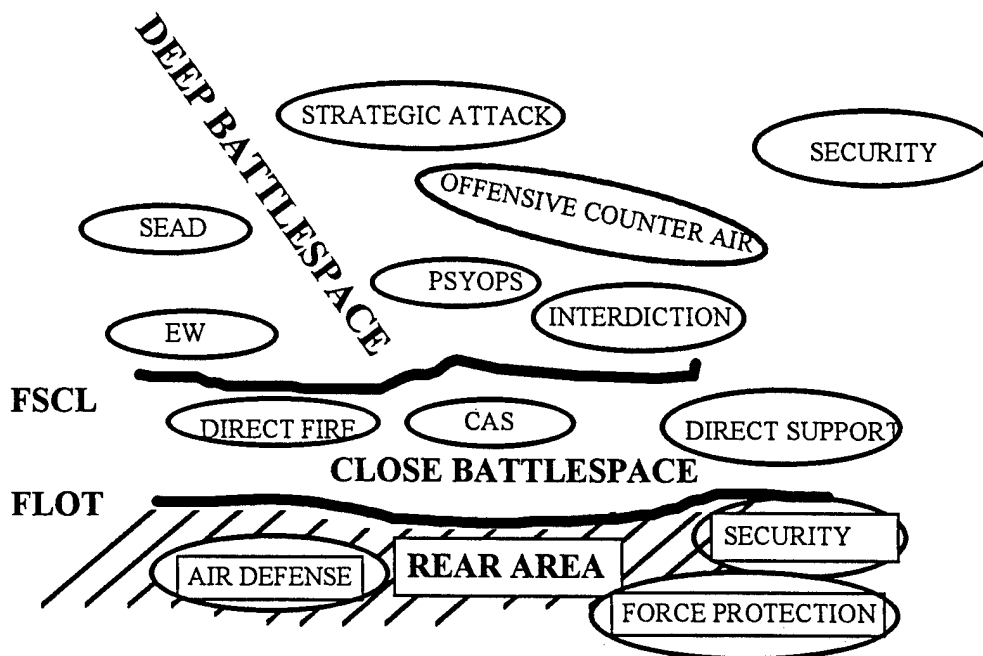 DEEP BATTLESPACE
STRATEGIC ATTACK
SECURITY
OFFENSIVE COUNTER AIR
SEAD
PSYOPS
INTERDICTION
EW
FSCL
DIRECT FIRE
CAS
DIRECT SUPPORT
CLOSE BATTLESPACE
FLOT
SECURITY
AIR DEFENSE
REAR AREA
FORCE PROTECTION